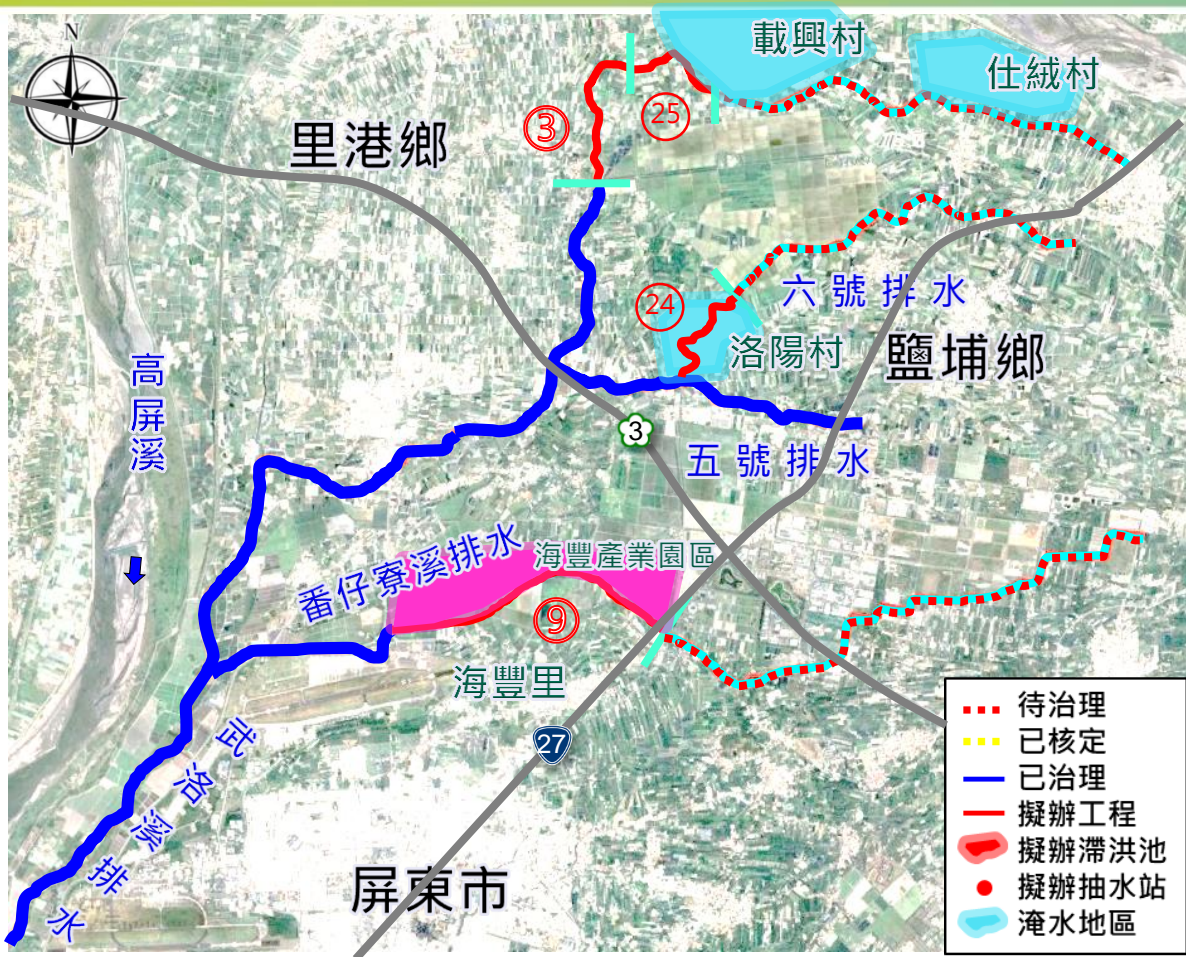 N
載興村
仕絨村
里港鄉
③
㉕
六號排水
㉔
洛陽村
鹽埔鄉
高屏溪
3
五號排水
番仔寮溪排水
海豐產業園區
⑨
海豐里
27
武洛溪排水
屏東市
待治理
已核定
已治理
擬辦工程
擬辦滯洪池
擬辦抽水站
淹水地區